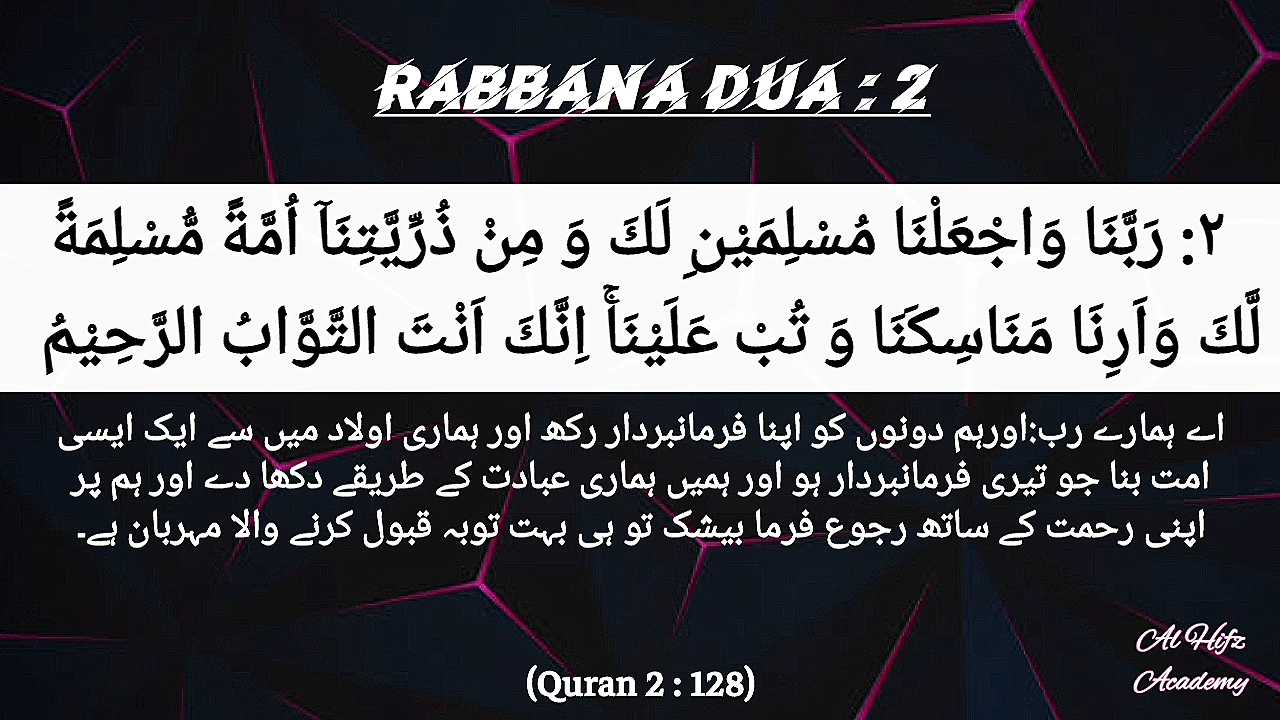 RABBANA DUA : 2
٢: رَبَّنَا وَاجْعَلْنَا مُسْلِمَيْنِ لَكَ وَ مِنْ ذُرِّيَّتِنَآ اُمَّةً مُّسْلِمَةً
لَّكَ وَاَرِنَا مَنَاسِكَنَا وَ تُبْ عَلَيْنَاۚ اِنَّكَ اَنْتَ التَّوَّابُ الرَّحِيْمُ
اے ہمارے رب:اورہم دونوں کو اپنا فرمانبردار رکھ اور ہماری اولاد میں سے ایک ایسی
امت بنا جو تیری فرمانبردار ہو اور ہمیں ہماری عبادت کے طریقے دکھا دے اور ہم پر
اپنی رحمت کے ساتھ رجوع فرما بیشک تو ہی بہت توبہ قبول کرنے والا مہربان ہے۔
(Quran 2 : 128)
Al Hifz
Academy